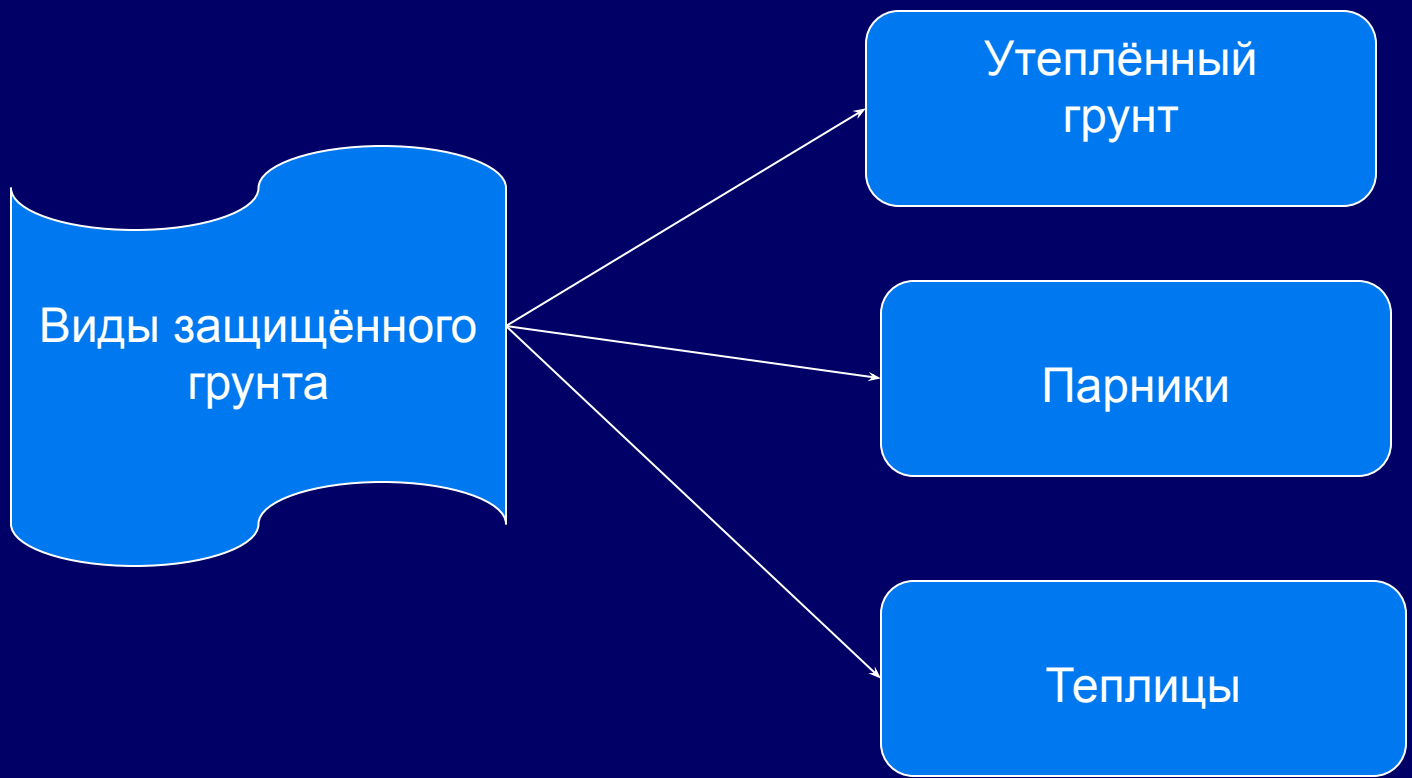 Утеплённый
грунт
Виды защищённого
грунта
Парники
Теплицы